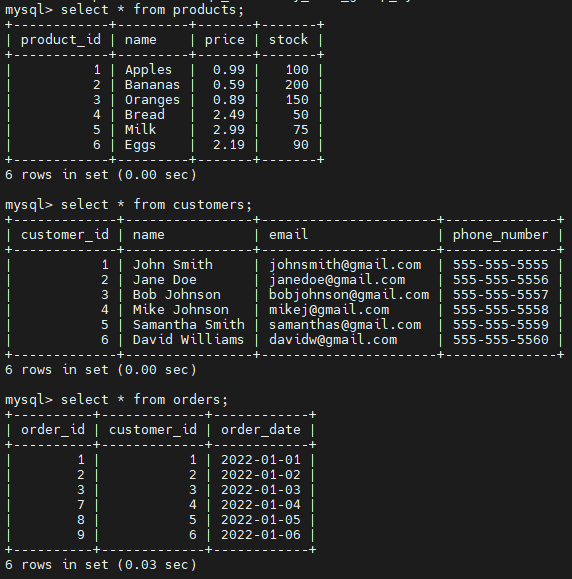 mysql> select * from products;
+------------+---------+-------+-------+
| product_id | name    | price | stock |
+------------+---------+-------+-------+
|          1 | Apples  |  0.99 |   100 |
|          2 | Bananas |  0.59 |   200 |
|          3 | Oranges |  0.89 |   150 |
|          4 | Bread   |  2.49 |    50 |
|          5 | Milk    |  2.99 |    75 |
|          6 | Eggs    |  2.19 |    90 |
+------------+---------+-------+-------+
6 rows in set (0.00 sec)

mysql> select * from customers;
+-------------+----------------+----------------------+--------------+
| customer_id | name           | email                | phone_number |
+-------------+----------------+----------------------+--------------+
|           1 | John Smith     | johnsmith@gmail.com  | 555-555-5555 |
|           2 | Jane Doe       | janedoe@gmail.com    | 555-555-5556 |
|           3 | Bob Johnson    | bobjohnson@gmail.com | 555-555-5557 |
|           4 | Mike Johnson   | mikej@gmail.com      | 555-555-5558 |
|           5 | Samantha Smith | samanthas@gmail.com  | 555-555-5559 |
|           6 | David Williams | davidw@gmail.com     | 555-555-5560 |
+-------------+----------------+----------------------+--------------+
6 rows in set (0.00 sec)

mysql> select * from orders;
+----------+-------------+------------+
| order_id | customer_id | order_date |
+----------+-------------+------------+
|        1 |           1 | 2022-01-01 |
|        2 |           2 | 2022-01-02 |
|        3 |           3 | 2022-01-03 |
|        7 |           4 | 2022-01-04 |
|        8 |           5 | 2022-01-05 |
|        9 |           6 | 2022-01-06 |
+----------+-------------+------------+
6 rows in set (0.03 sec)